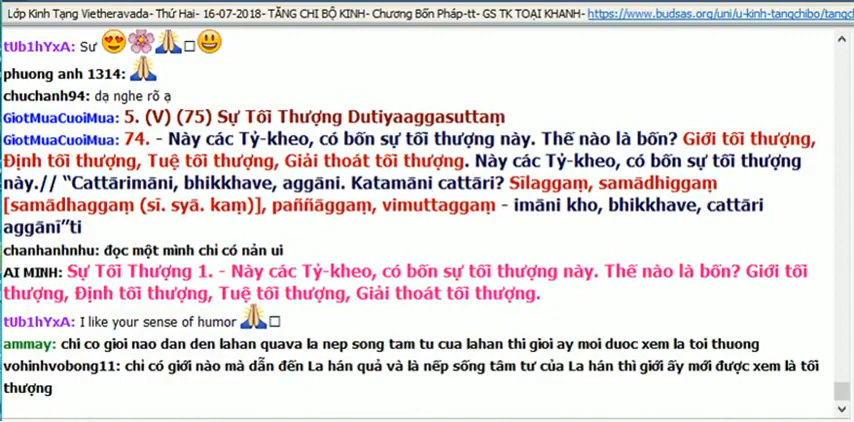 Lớp Kinh Tạng Vietheravada- Thứ Hai- 16-07-2018- TĂNG CHI BỘ KINH- Chương Bốn Pháp-tt- GS TK TOẠI KHANH- https://www.budsas.org/uni/u-kinh-tangchibo/tangc
tUb1hYxA: Sư 😍🌸🙏□😃
phuong anh 1314: 🙏
chuchanh94: dạ nghe rõ ạ
GiotMuaCuoiMua: 5. (V) (75) Sự Tối Thượng Dutiyaaggasuttaṃ
GiotMuaCuoiMua: 74. - Này các Tỷ-kheo, có bốn sự tối thượng này. Thế nào là bốn? Giới tối thượng,
Định tối thượng, Tuệ tối thượng, Giải thoát tối thượng. Này các Tỷ-kheo, có bốn sự tối thượng
này.// “Cattārimāni, bhikkhave, aggāni. Katamāni cattāri? Sīlaggaṃ, samādhiggaṃ
[samādhaggaṃ (sī. syā. kaṃ)], paññāggaṃ, vimuttaggaṃ - imāni kho, bhikkhave, cattāri
aggānī”ti
chanhanhnhu: đọc một mình chỉ có nản ui
AI MINH: Sự Tối Thượng 1. - Này các Tỷ-kheo, có bốn sự tối thượng này. Thế nào là bốn? Giới tối
thượng, Định tối thượng, Tuệ tối thượng, Giải thoát tối thượng.
tUb1hYxA: I like your sense of humor 🙏□
ammay: chi co gioi nao dan den lahan quava la nep song tam tu cua lahan thi gioi ay moi duoc xem la toi thuong
vohinhvobong11: chỉ có giới nào mà dẫn đến La hán quả và là nếp sống tâm tư của La hán thì giới ấy mới được xem là tối
thượng